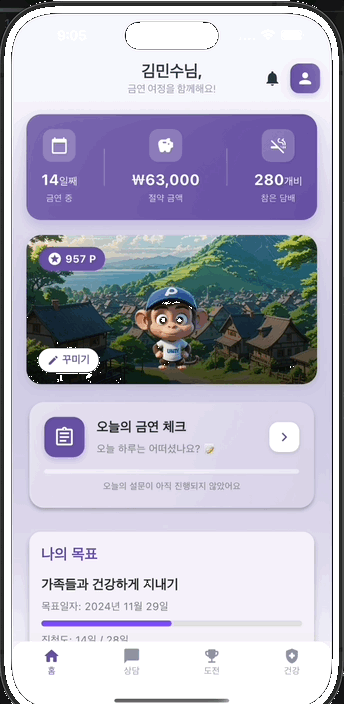 9:05
김민수님,
금연 여정을 함께해요!
14일째
금연 중
₩63,000
절약 금액
280개비
참은 담배
957 P
꾸미기
오늘의 금연 체크
오늘 하루는 어떠셨나요? 📝
오늘의 설문이 아직 진행되지 않았어요
나의 목표
가족들과 건강하게 지내기
목표일자: 2024년 11월 29일
진척도: 14일 / 28일
홈
상담
도전
건강